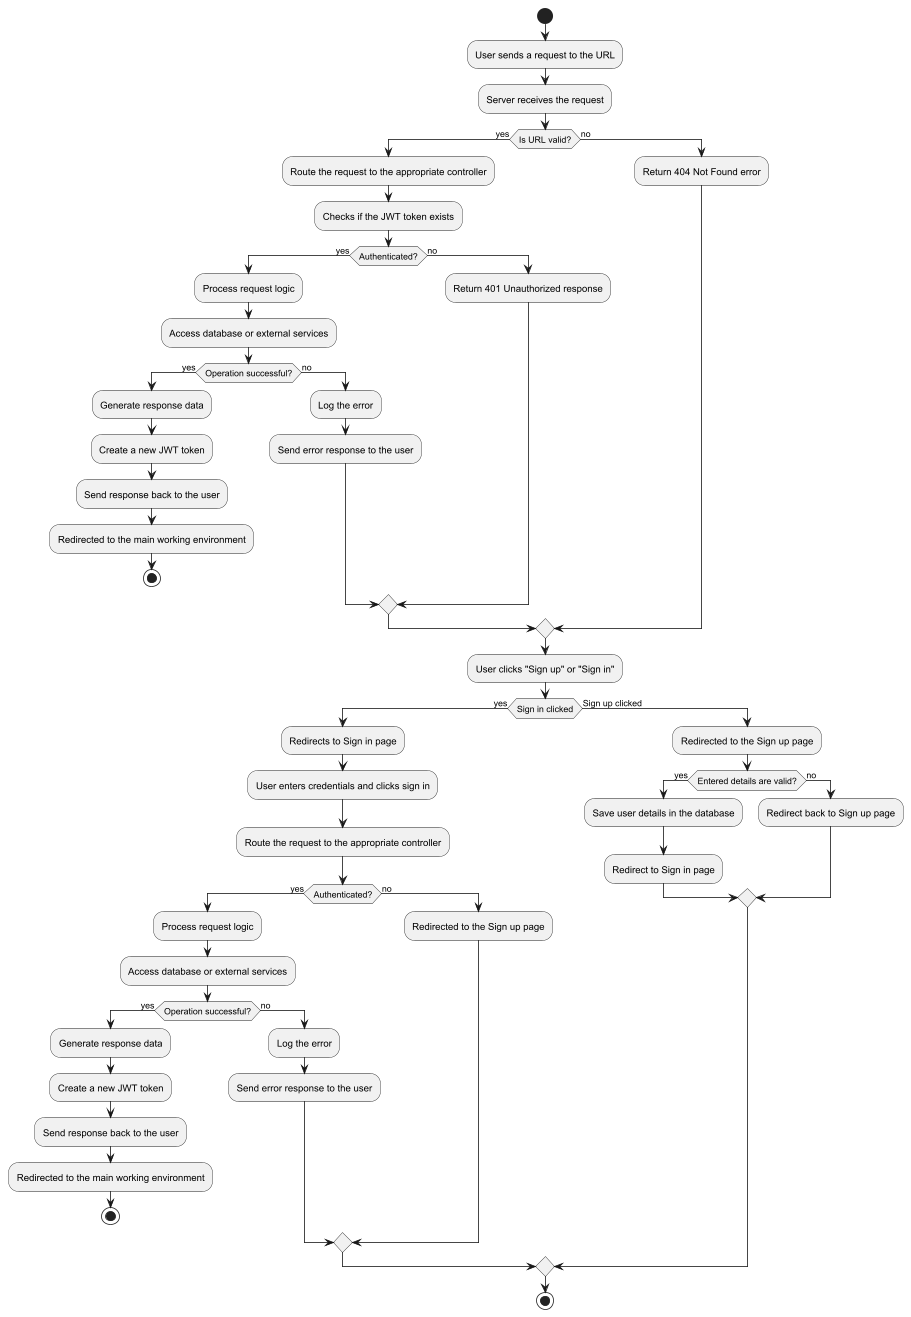 User sends a request to the URL
Server receives the request
yes
Is URL valid?
no
Route the request to the appropriate controller
Return 404 Not Found error
Checks if the JWT token exists
yes
Authenticated?
no
Process request logic
Return 401 Unauthorized response
Access database or external services
yes
Operation successful?
no
Generate response data
Log the error
Create a new JWT token
Send error response to the user
Send response back to the user
Redirected to the main working environment
User clicks "Sign up" or "Sign in"
yes
Sign in clicked
Sign up clicked
Redirects to Sign in page
Redirected to the Sign up page
User enters credentials and clicks sign in
yes
Entered details are valid?
no
Save user details in the database
Redirect back to Sign up page
Route the request to the appropriate controller
Redirect to Sign in page
yes
Authenticated?
no
Process request logic
Redirected to the Sign up page
Access database or external services
yes
Operation successful?
no
Generate response data
Log the error
Create a new JWT token
Send error response to the user
Send response back to the user
Redirected to the main working environment